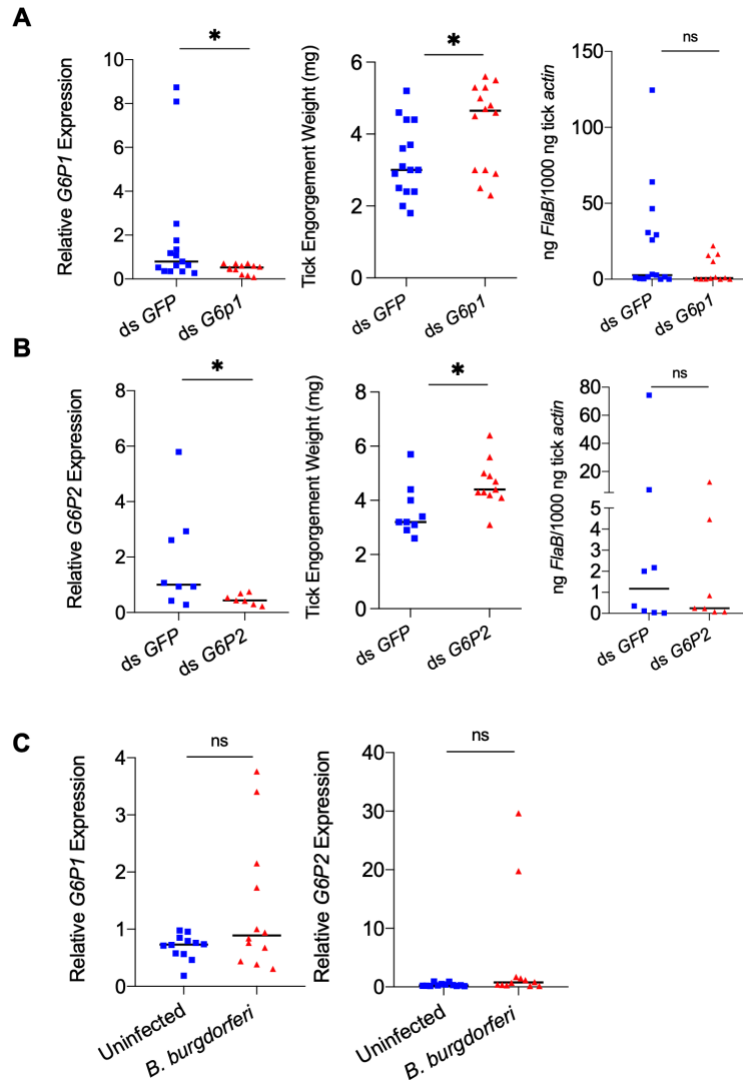 A
*
*
ns
Relative G6P1 Expression
10
8
6
4
2
0
ds GFP
ds G6p1
Tick Engorgement Weight (mg)
6
4
2
0
ds GFP
ds G6p1
ng FlaB/1000 ng tick actin
150
100
50
0
ds GFP
ds G6p1
B
*
*
ns
Relative G6P2 Expression
8
6
4
2
0
ds GFP
ds G6P2
Tick Engorgement Weight (mg)
8
6
4
2
0
ds GFP
ds G6P2
ng FlaB/1000 ng tick actin
80
70
60
50
40
30
20
10
5
4
3
2
1
0
ds GFP
ds G6P2
C
ns
ns
Relative G6P1 Expression
4
3
2
1
0
Uninfected
B. burgdorferi
Relative G6P2 Expression
40
30
20
10
0
Uninfected
B. burgdorferi